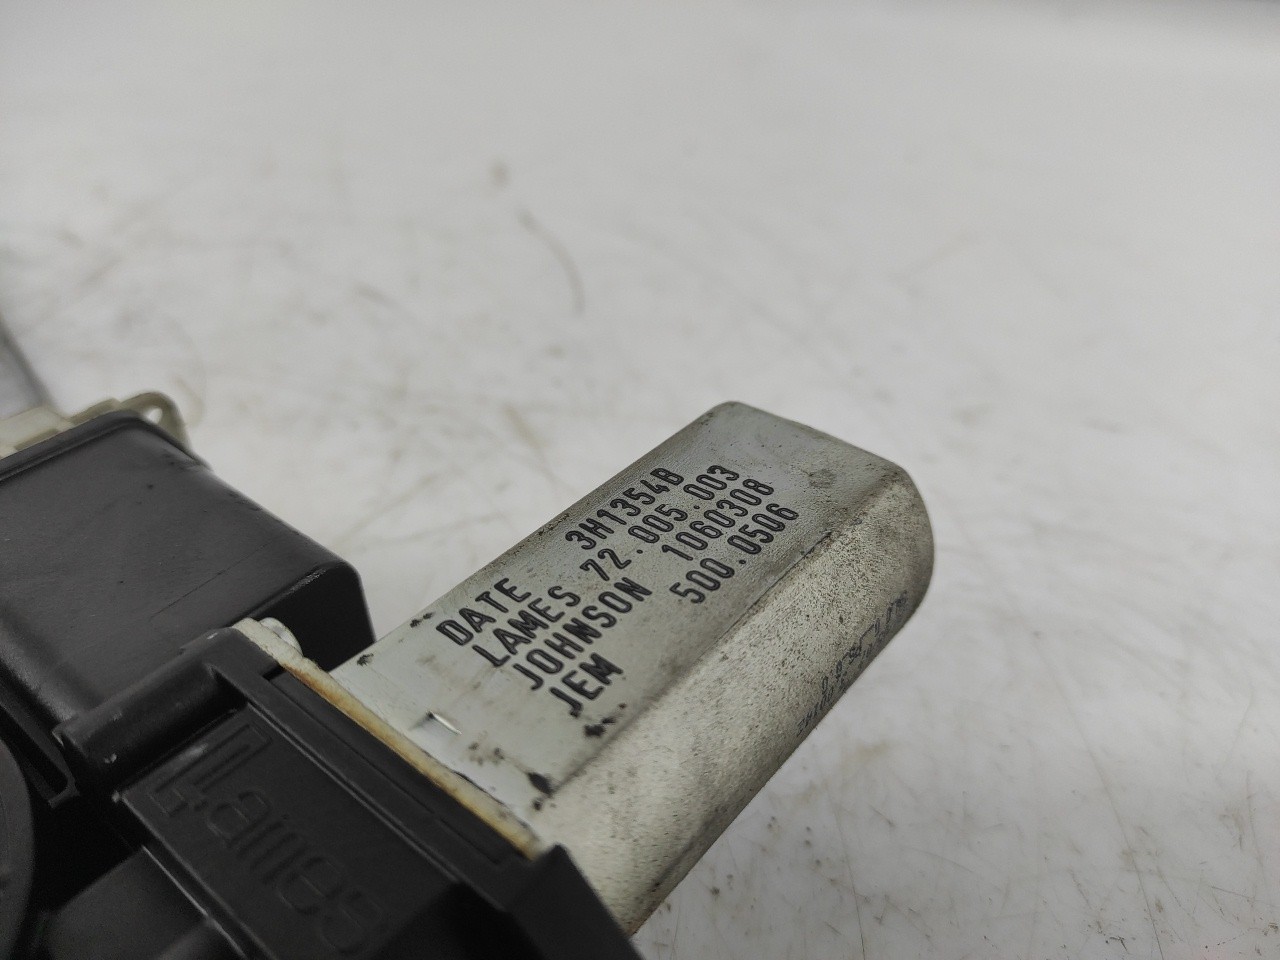 DATE 3H1354B
LAMES 72.005.003
JOHNSON 1060308
JEM 500.0506
Lames